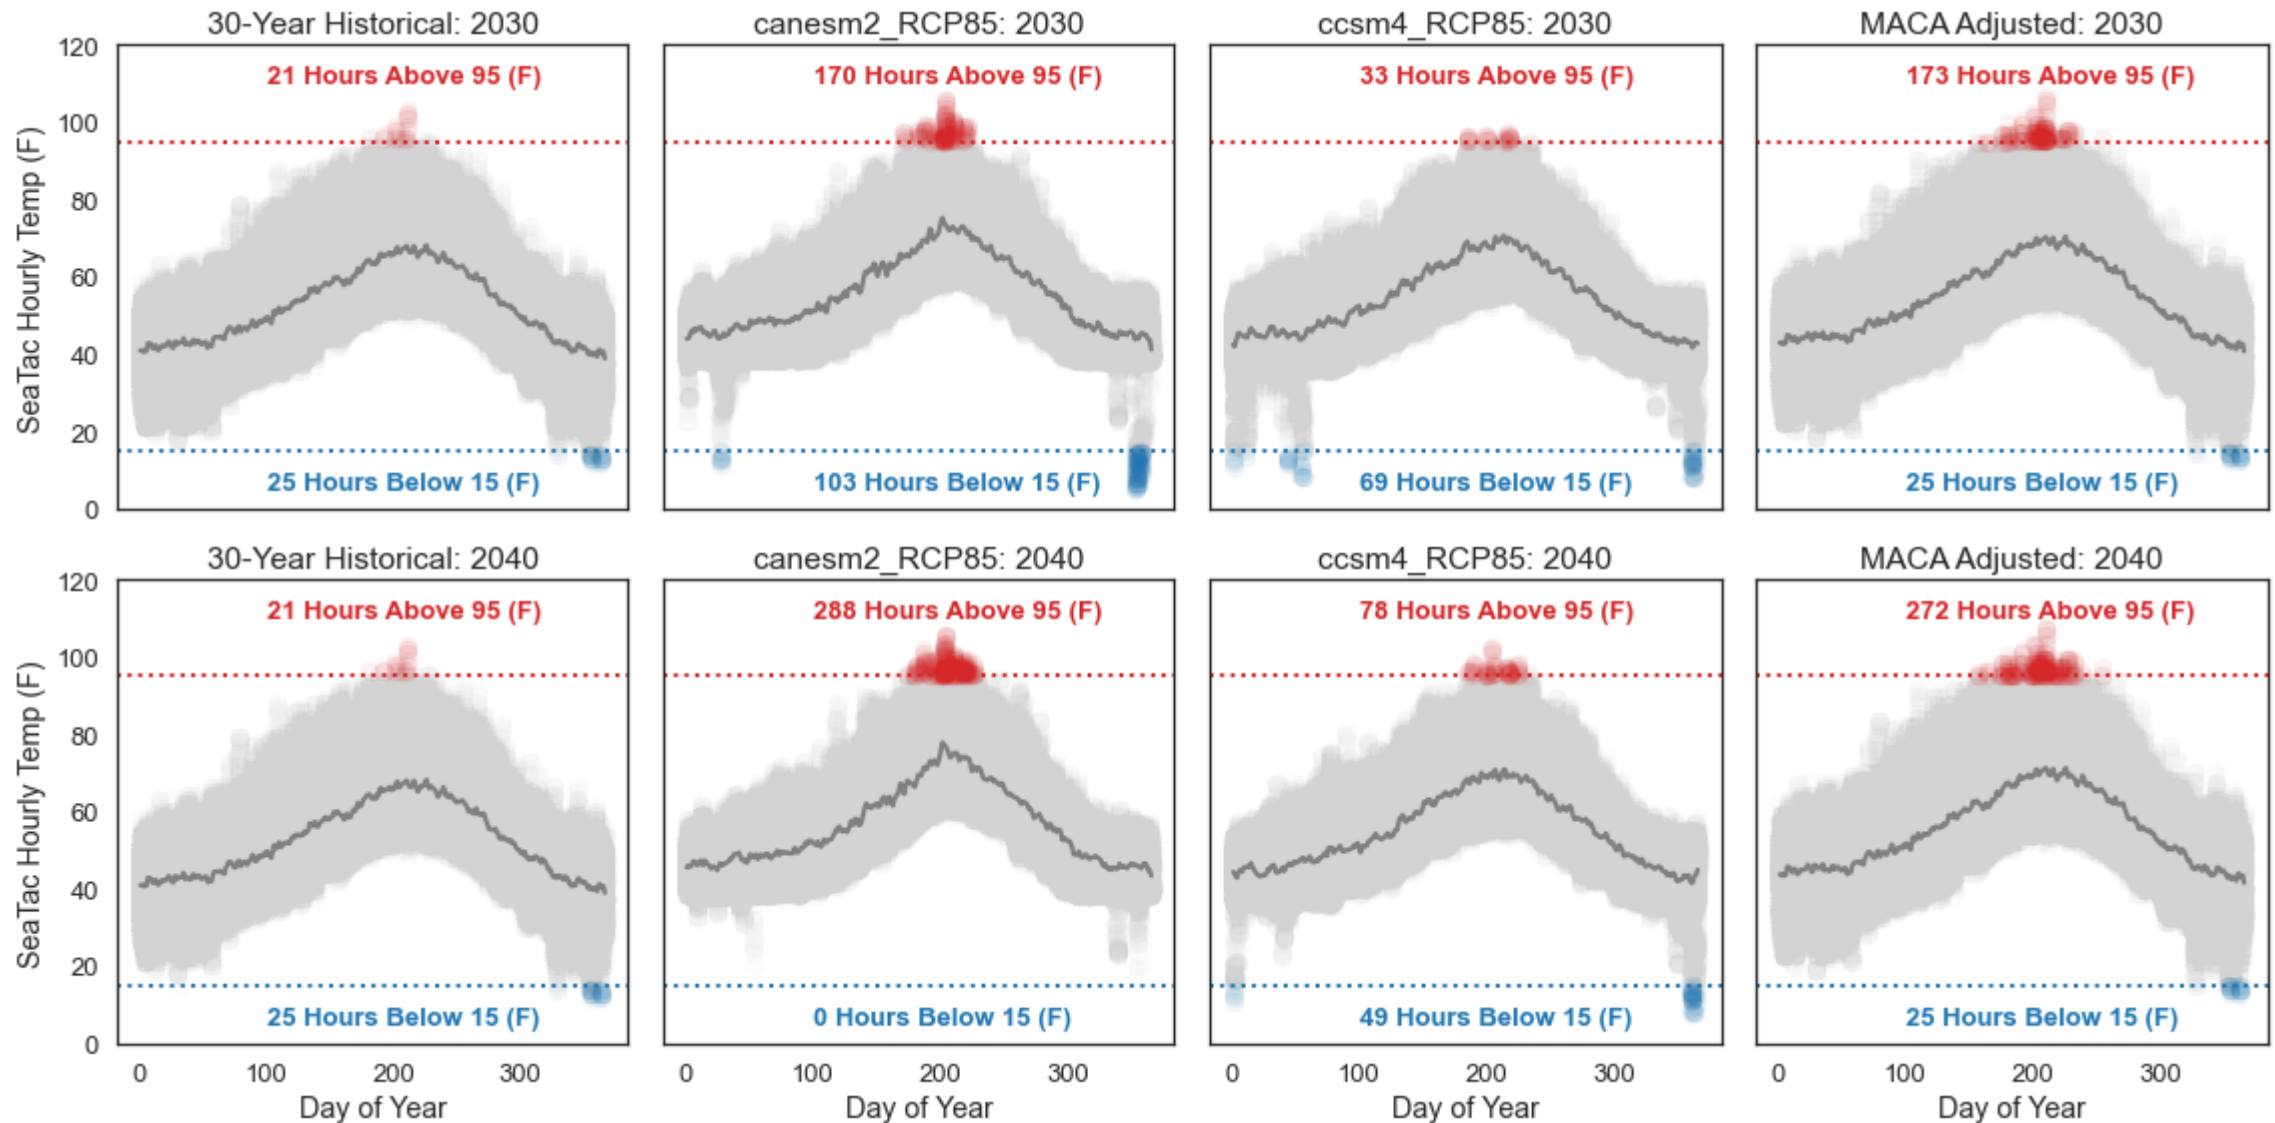 30-Year Historical: 2030
canesm2_RCP85: 2030
ccsm4_RCP85: 2030
MACA Adjusted: 2030
SeaTac Hourly Temp (F)
120
100
80
60
40
20
0
21 Hours Above 95 (F)
25 Hours Below 15 (F)
170 Hours Above 95 (F)
103 Hours Below 15 (F)
33 Hours Above 95 (F)
69 Hours Below 15 (F)
173 Hours Above 95 (F)
25 Hours Below 15 (F)
30-Year Historical: 2040
canesm2_RCP85: 2040
ccsm4_RCP85: 2040
MACA Adjusted: 2040
SeaTac Hourly Temp (F)
120
100
80
60
40
20
0
21 Hours Above 95 (F)
25 Hours Below 15 (F)
288 Hours Above 95 (F)
0 Hours Below 15 (F)
78 Hours Above 95 (F)
49 Hours Below 15 (F)
272 Hours Above 95 (F)
25 Hours Below 15 (F)
0 100 200 300
0 100 200 300
0 100 200 300
0 100 200 300
Day of Year
Day of Year
Day of Year
Day of Year